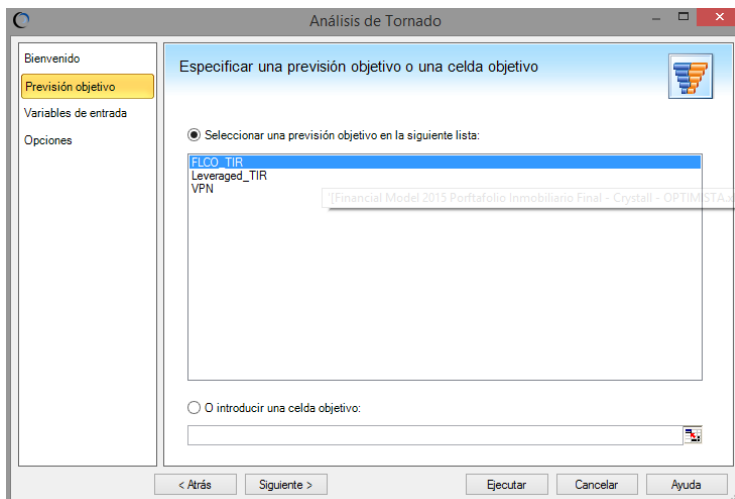 Análisis de Tornado
Bienvenido
Previsión objetivo
Variables de entrada
Opciones
Especificar una previsión objetivo o una celda objetivo
Seleccionar una previsión objetivo en la siguiente lista:
FLCO_TIR
Leveraged_TIR
VPN
'[Financial Model 2015 Porftafolio Inmobiliario Final - Crystall - OPTIMISTA.x
O introducir una celda objetivo:
< Atrás
Siguiente >
Ejecutar
Cancelar
Ayuda